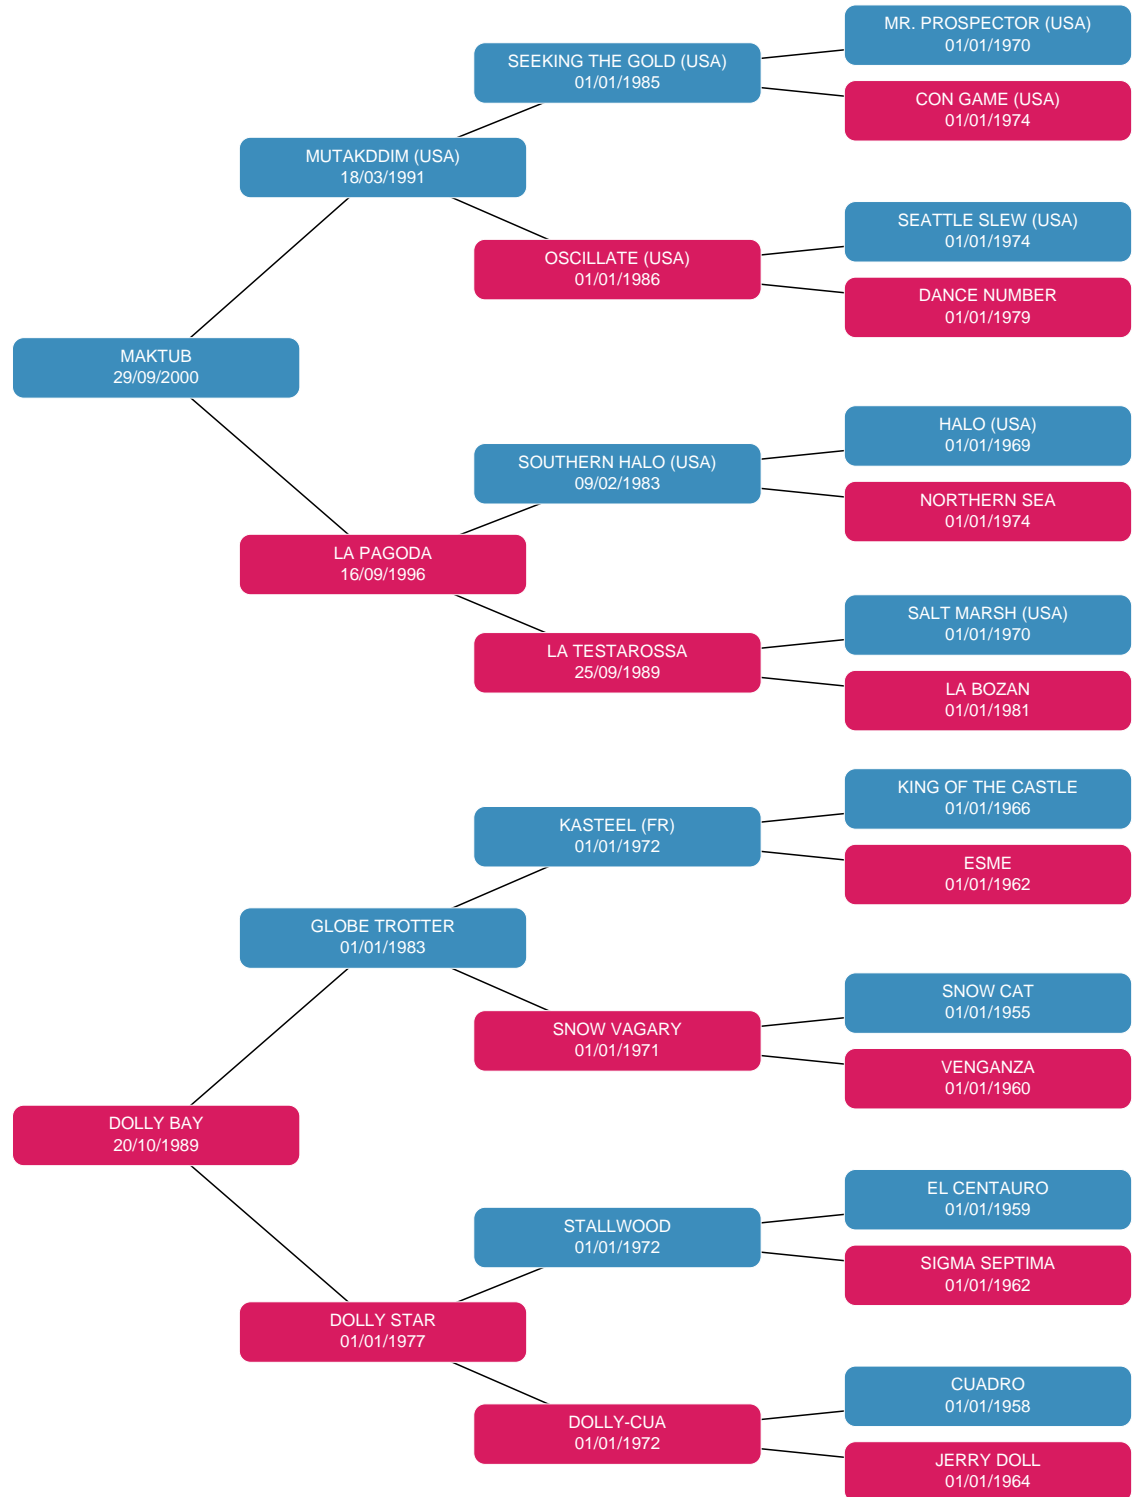 MR. PROSPECTOR (USA)
01/01/1970
SEEKING THE GOLD (USA)
01/01/1985
CON GAME (USA)
01/01/1974
MUTAKDDIM (USA)
18/03/1991
SEATTLE SLEW (USA)
01/01/1974
OSCILLATE (USA)
01/01/1986
DANCE NUMBER
01/01/1979
MAKTUB
29/09/2000
HALO (USA)
01/01/1969
SOUTHERN HALO (USA)
09/02/1983
NORTHERN SEA
01/01/1974
LA PAGODA
16/09/1996
SALT MARSH (USA)
01/01/1970
LA TESTAROSSA
25/09/1989
LA BOZAN
01/01/1981
KING OF THE CASTLE
01/01/1966
KASTEEL (FR)
01/01/1972
ESME
01/01/1962
GLOBE TROTTER
01/01/1983
SNOW CAT
01/01/1955
SNOW VAGARY
01/01/1971
VENGANZA
01/01/1960
DOLLY BAY
20/10/1989
EL CENTAURO
01/01/1959
STALLWOOD
01/01/1972
SIGMA SEPTIMA
01/01/1962
DOLLY STAR
01/01/1977
CUADRO
01/01/1958
DOLLY-CUA
01/01/1972
JERRY DOLL
01/01/1964